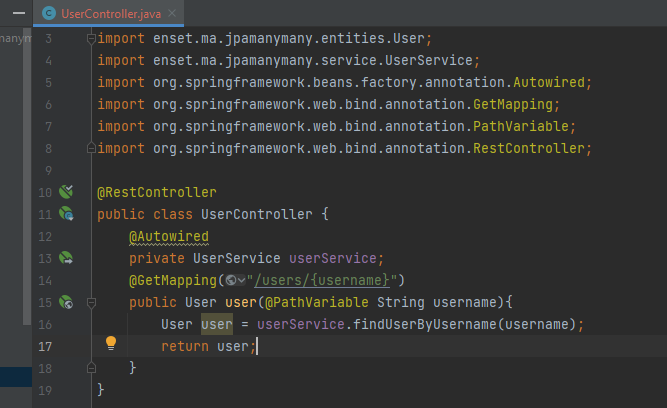 UserController.java
anymany
3 import enset.ma.jpamanymany.entities.User;
4 import enset.ma.jpamanymany.service.UserService;
5 import org.springframework.beans.factory.annotation.Autowired;
6 import org.springframework.web.bind.annotation.GetMapping;
7 import org.springframework.web.bind.annotation.PathVariable;
8 import org.springframework.web.bind.annotation.RestController;
9
10 @RestController
11 public class UserController {
12 @Autowired
13 private UserService userService;
14 @GetMapping("/users/{username}")
15 public User user(@PathVariable String username){
16 User user = userService.findUserByUsername(username);
17 return user;
18 }
19 }